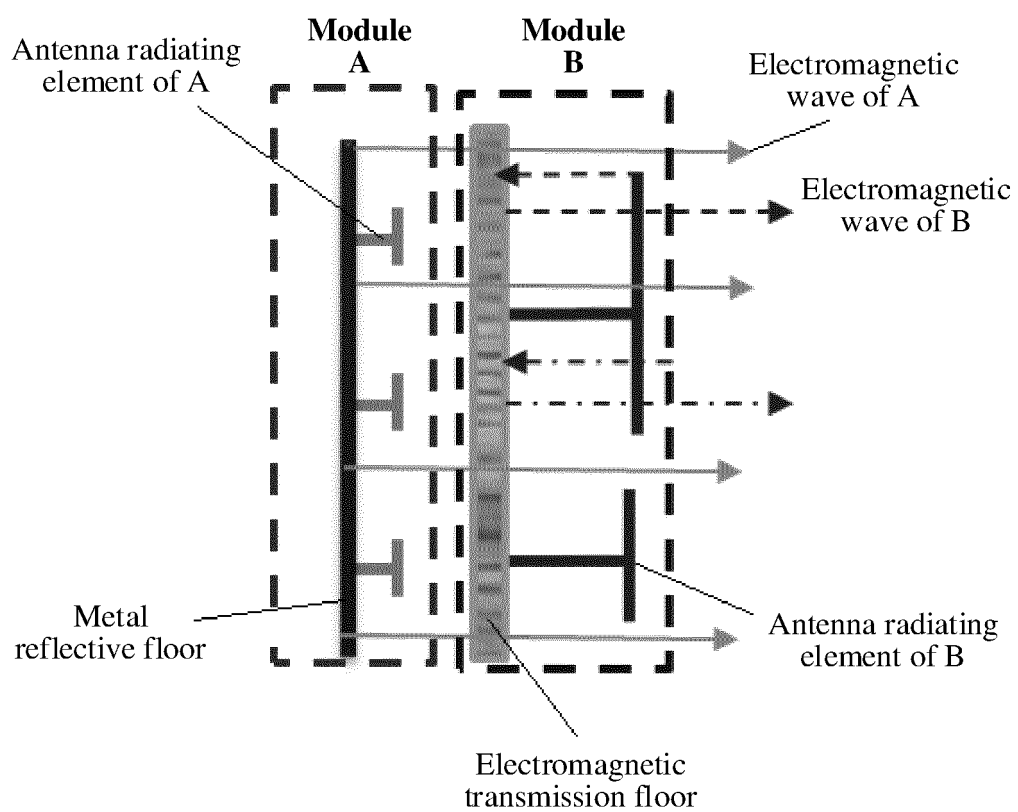 Module
A
Module
B
Antenna radiating
element of A
Electromagnetic
wave of A
Electromagnetic
wave of B
Metal
reflective floor
Antenna radiating
element of B
Electromagnetic
transmission floor